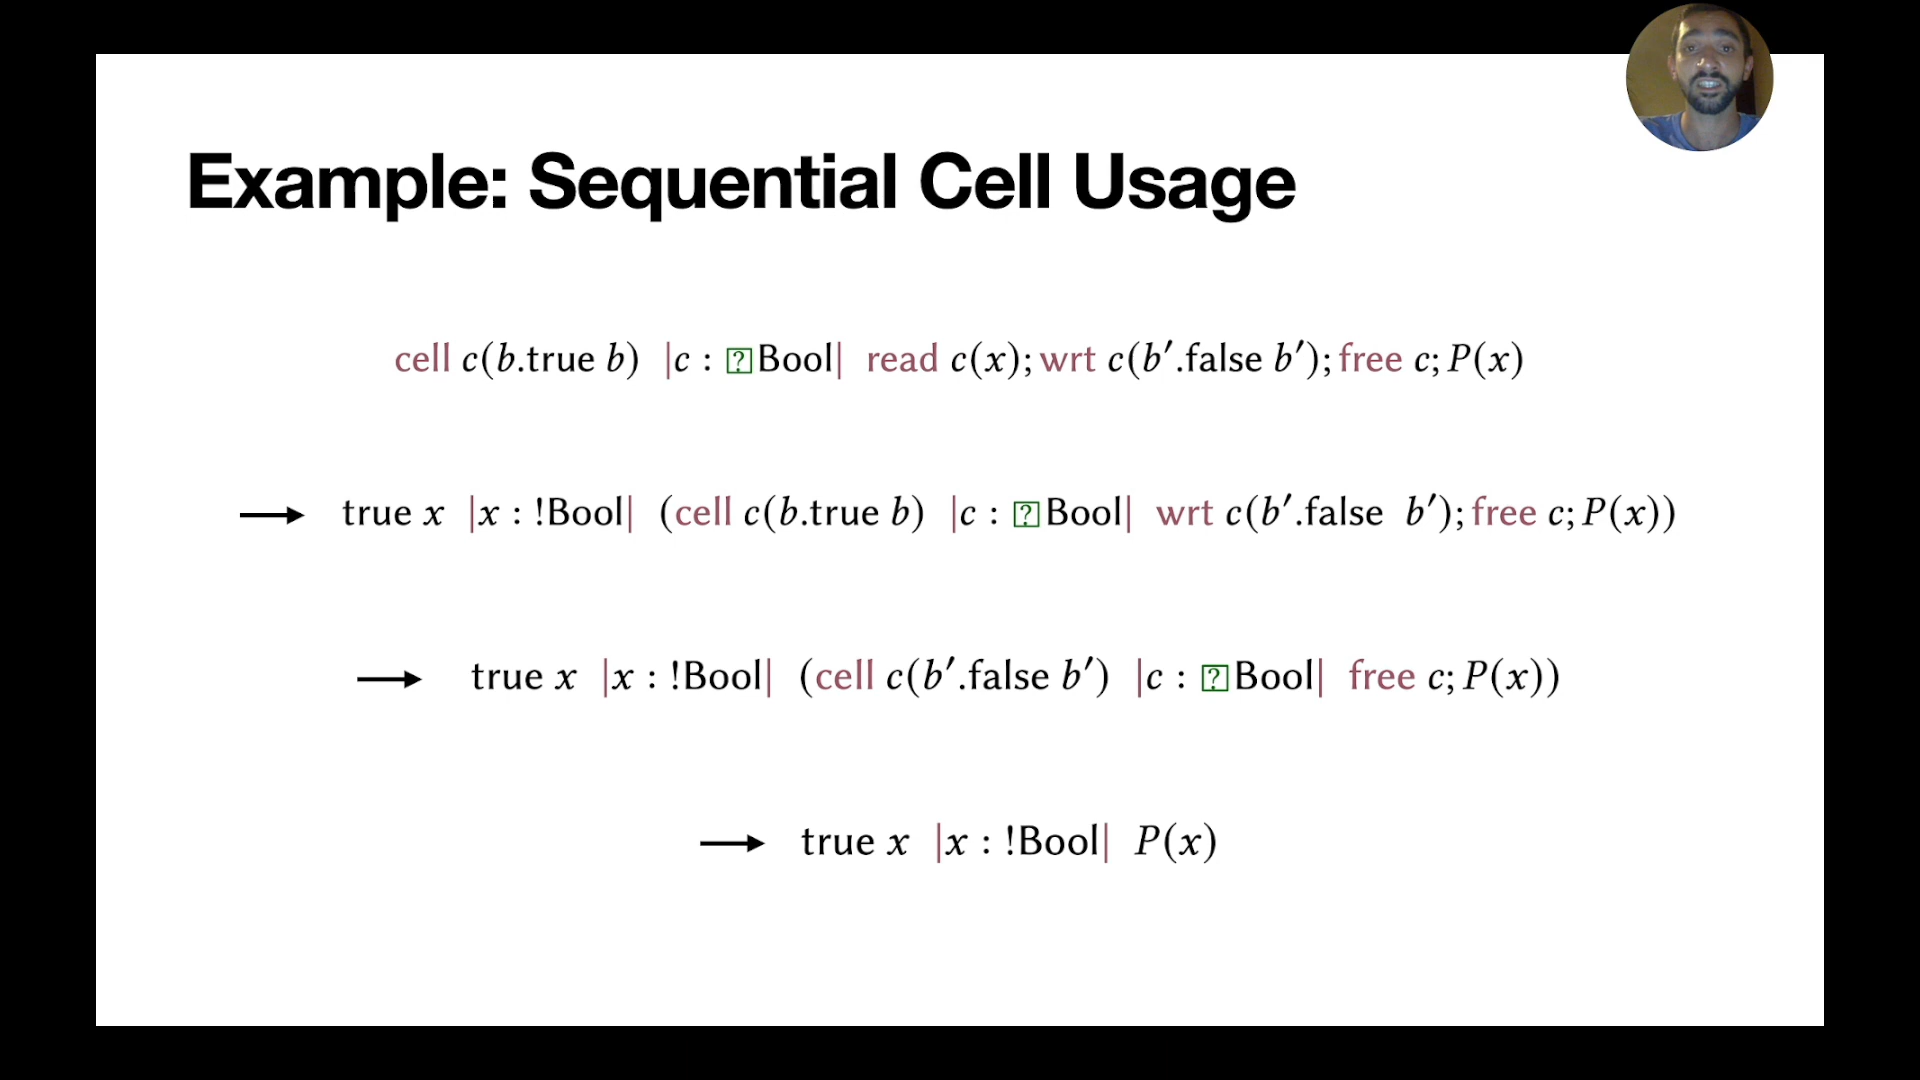 Example: Sequential Cell Usage
cell c(b.true b) |c : ⍰ Bool| read c(x); wrt c(b′.false b′); free c; P(x)
⟶ true x |x : !Bool| (cell c(b.true b) |c : ⍰ Bool| wrt c(b′.false b′); free c; P(x))
⟶ true x |x : !Bool| (cell c(b′.false b′) |c : ⍰ Bool| free c; P(x))
⟶ true x |x : !Bool| P(x)